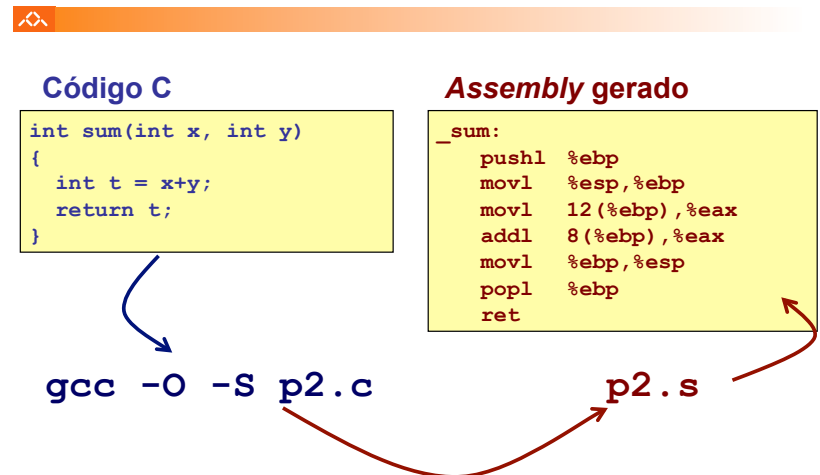 Código C
int sum(int x, int y)
{
  int t = x+y;
  return t;
}
Assembly gerado
_sum:
   pushl  %ebp
   movl   %esp,%ebp
   movl   12(%ebp),%eax
   addl   8(%ebp),%eax
   movl   %ebp,%esp
   popl   %ebp
   ret
gcc -O -S p2.c
p2.s